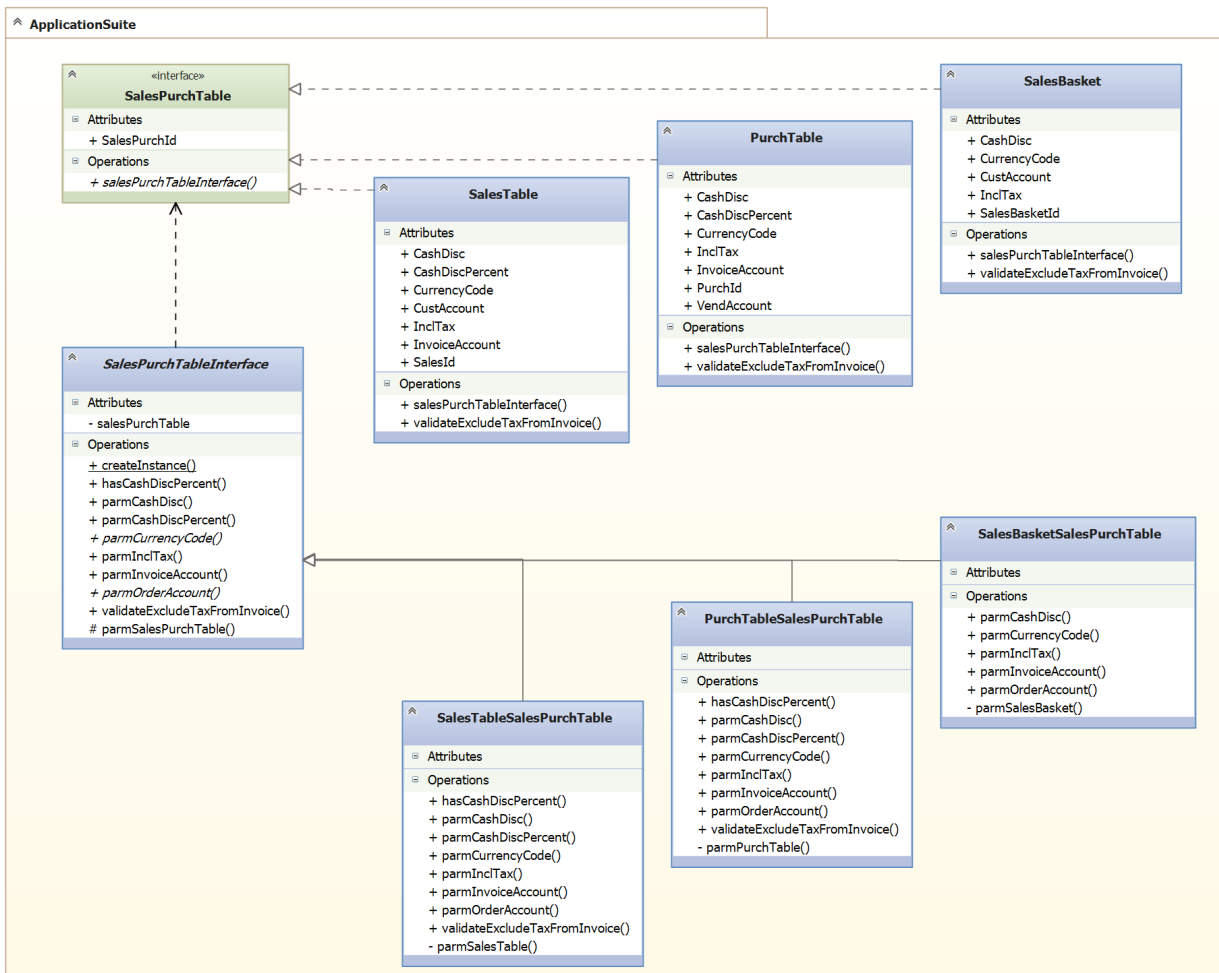 ApplicationSuite
«interface»
SalesPurchTable
Attributes
+ SalesPurchId
Operations
+ salesPurchTableInterface()
SalesBasket
Attributes
+ CashDisc
+ CurrencyCode
+ CustAccount
+ InclTax
+ SalesBasketId
Operations
+ salesPurchTableInterface()
+ validateExcludeTaxFromInvoice()
PurchTable
Attributes
+ CashDisc
+ CashDiscPercent
+ CurrencyCode
+ InclTax
+ InvoiceAccount
+ PurchId
+ VendAccount
Operations
+ salesPurchTableInterface()
+ validateExcludeTaxFromInvoice()
SalesTable
Attributes
+ CashDisc
+ CashDiscPercent
+ CurrencyCode
+ CustAccount
+ InclTax
+ InvoiceAccount
+ SalesId
Operations
+ salesPurchTableInterface()
+ validateExcludeTaxFromInvoice()
SalesPurchTableInterface
Attributes
- salesPurchTable
Operations
+ createInstance()
+ hasCashDiscPercent()
+ parmCashDisc()
+ parmCashDiscPercent()
+ parmCurrencyCode()
+ parmInclTax()
+ parmInvoiceAccount()
+ parmOrderAccount()
+ validateExcludeTaxFromInvoice()
# parmSalesPurchTable()
SalesBasketSalesPurchTable
Attributes
Operations
+ parmCashDisc()
+ parmCurrencyCode()
+ parmInclTax()
+ parmInvoiceAccount()
+ parmOrderAccount()
- parmSalesBasket()
PurchTableSalesPurchTable
Attributes
Operations
+ hasCashDiscPercent()
+ parmCashDisc()
+ parmCashDiscPercent()
+ parmCurrencyCode()
+ parmInclTax()
+ parmInvoiceAccount()
+ parmOrderAccount()
+ validateExcludeTaxFromInvoice()
- parmPurchTable()
SalesTableSalesPurchTable
Attributes
Operations
+ hasCashDiscPercent()
+ parmCashDisc()
+ parmCashDiscPercent()
+ parmCurrencyCode()
+ parmInclTax()
+ parmInvoiceAccount()
+ parmOrderAccount()
+ validateExcludeTaxFromInvoice()
- parmSalesTable()